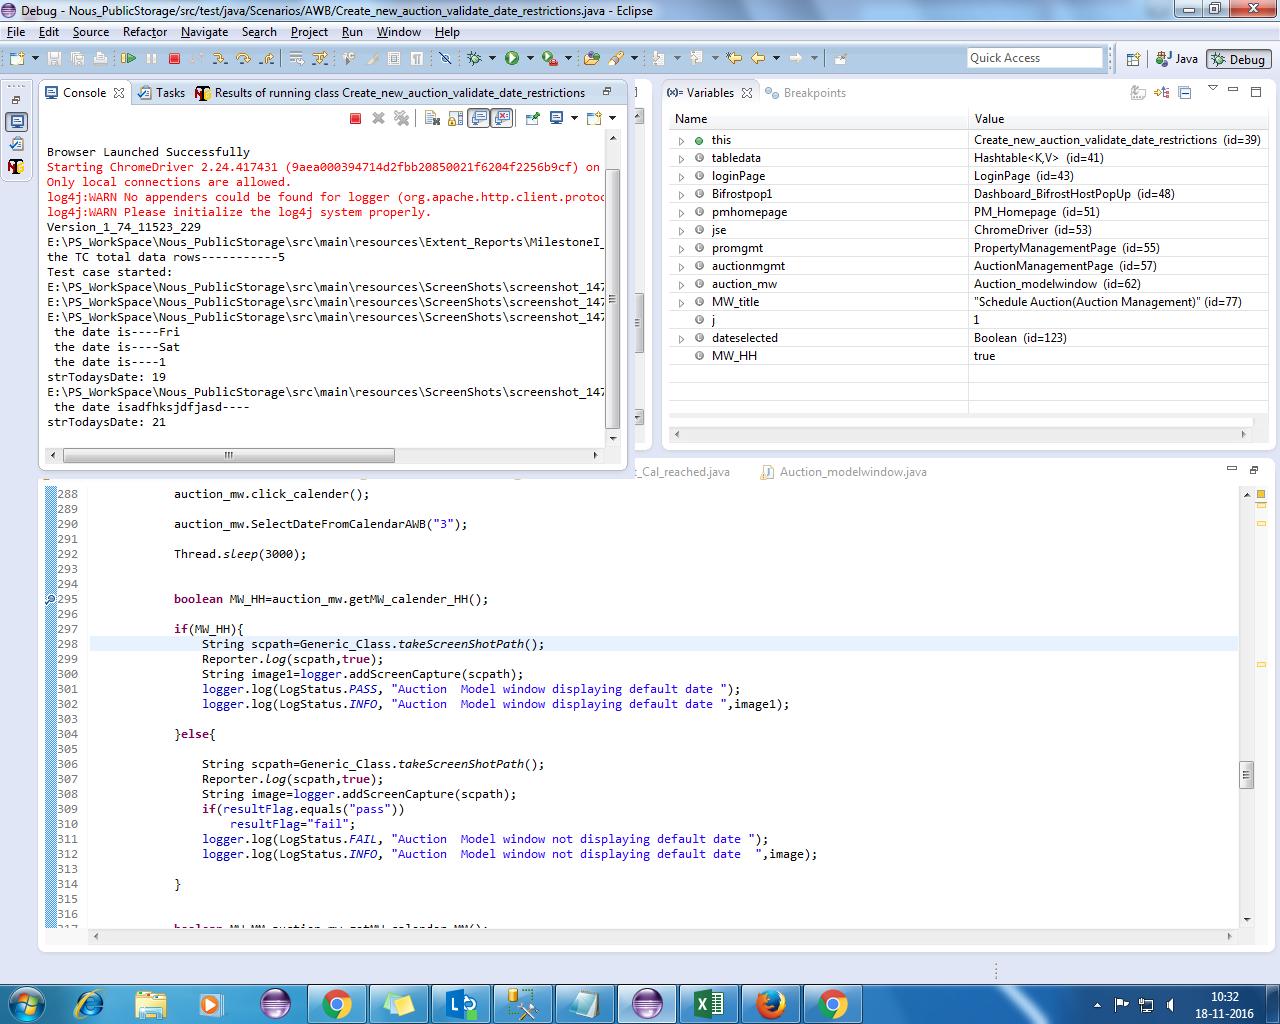 Debug - Nous_PublicStorage/src/test/java/Scenarios/AWB/Create_new_auction_validate_date_restrictions.java - Eclipse
File Edit Source Refactor Navigate Search Project Run Window Help
Quick Access
Java
Debug
Console
Tasks
Results of running class Create_new_auction_validate_date_restrictions
Browser Launched Successfully
Starting ChromeDriver 2.24.417431 (9aea000394714d2fbb20850021f6204f2256b9cf) on
Only local connections are allowed.
log4j:WARN No appenders could be found for logger (org.apache.http.client.protoc
log4j:WARN Please initialize the log4j system properly.
Version_1_74_11523_229
E:\PS_WorkSpace\Nous_PublicStorage\src\main\resources\Extent_Reports\MilestoneI_
the TC total data rows-----------5
Test case started:
E:\PS_WorkSpace\Nous_PublicStorage\src\main\resources\ScreenShots\screenshot_147
E:\PS_WorkSpace\Nous_PublicStorage\src\main\resources\ScreenShots\screenshot_147
E:\PS_WorkSpace\Nous_PublicStorage\src\main\resources\ScreenShots\screenshot_147
the date is----Fri
the date is----Sat
the date is----1
strTodaysDate: 19
E:\PS_WorkSpace\Nous_PublicStorage\src\main\resources\ScreenShots\screenshot_147
the date isadfhksjdfjasd----
strTodaysDate: 21
Variables
Breakpoints
Name Value
this Create_new_auction_validate_date_restrictions (id=39)
tabledata Hashtable<K,V> (id=41)
loginPage LoginPage (id=43)
Bifrostpop1 Dashboard_BifrostHostPopUp (id=48)
pmhomepage PM_Homepage (id=51)
jse ChromeDriver (id=53)
promgmt PropertyManagementPage (id=55)
auctionmgmt AuctionManagementPage (id=57)
auction_mw Auction_modelwindow (id=62)
MW_title "Schedule Auction(Auction Management)" (id=77)
j 1
dateselected Boolean (id=123)
MW_HH true
_Cal_reached.java
Auction_modelwindow.java
288 auction_mw.click_calender();
289
290 auction_mw.SelectDateFromCalendarAWB("3");
291
292 Thread.sleep(3000);
293
294
295 boolean MW_HH=auction_mw.getMW_calender_HH();
296
297 if(MW_HH){
298 String scpath=Generic_Class.takeScreenShotPath();
299 Reporter.log(scpath,true);
300 String image1=logger.addScreenCapture(scpath);
301 logger.log(LogStatus.PASS, "Auction  Model window displaying default date ");
302 logger.log(LogStatus.INFO, "Auction  Model window displaying default date ",image1);
303
304 }else{
305
306 String scpath=Generic_Class.takeScreenShotPath();
307 Reporter.log(scpath,true);
308 String image=logger.addScreenCapture(scpath);
309 if(resultFlag.equals("pass"))
310 resultFlag="fail";
311 logger.log(LogStatus.FAIL, "Auction  Model window not displaying default date ");
312 logger.log(LogStatus.INFO, "Auction  Model window not displaying default date  ",image);
313
314 }
315
316
10:32
18-11-2016